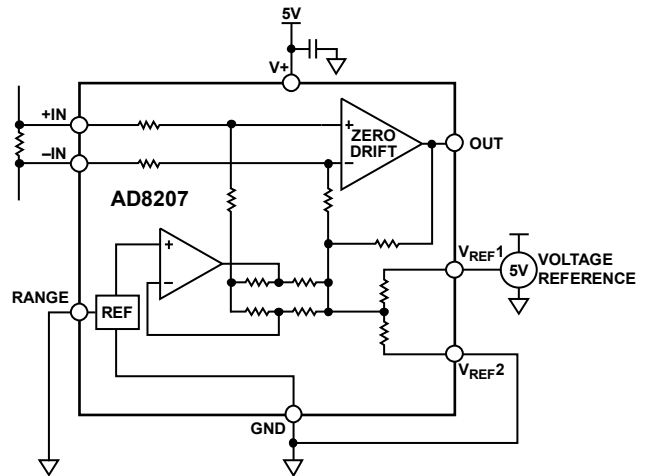 5V
V+
+IN
–IN
ZERO
DRIFT
OUT
AD8207
VREF1
5V
VOLTAGE
REFERENCE
RANGE
REF
VREF2
GND